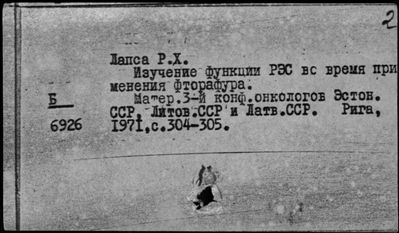 2
Лапса Р.Х.
Изучение функции РЭС во время при
менения фторафура.
Б Матер.3-й конф.онкологов Эстон.
ССР, Литов.ССР и Латв.ССР. Рига,
6926 1971,с.304-305.